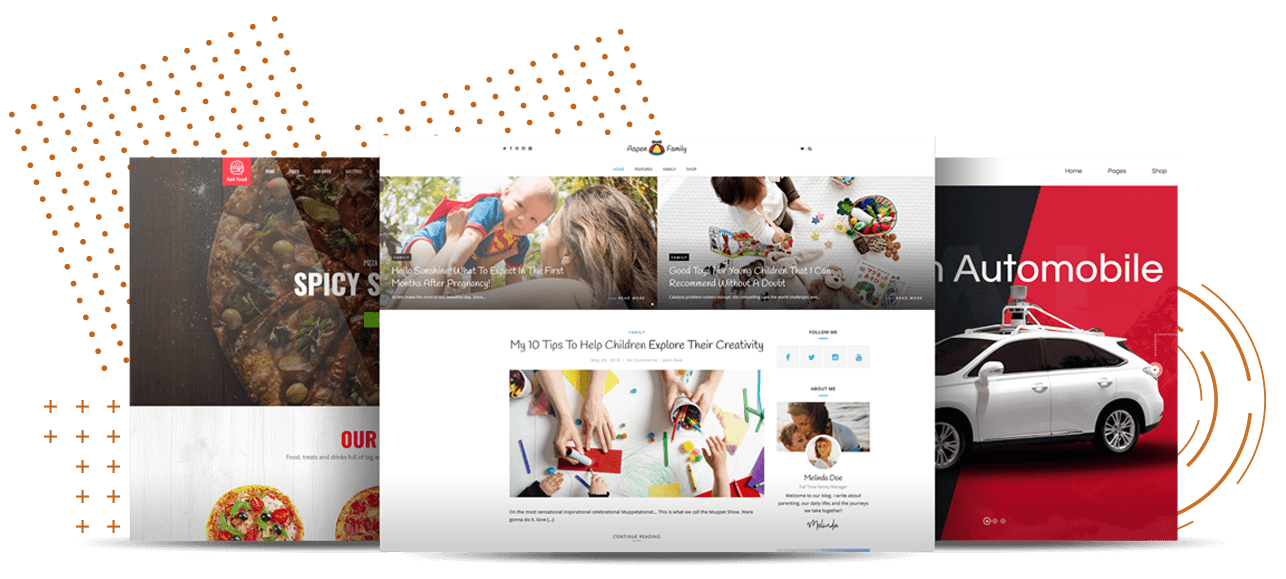 fast food
HOME PAGES OUR MENU GALLERIES
PIZZA
SPICY S
OUR
Food, treats and drinks full of big
Aspen Family
HOME FEATURES FAMILY SHOP
FAMILY
Hello Sunshine! What To Expect In The First
Months After Pregnancy!
READ MORE
FAMILY
Good Toys For Young Children That I Can
Recommend Without A Doubt
READ MORE
FAMILY
My 10 Tips To Help Children Explore Their Creativity
May 23, 2018 | No Comments | John Doe
On the most sensational inspirational celebrational Muppetational... This is what we call the Muppet Show. Were
gonna do it. Give [...]
CONTINUE READING
FOLLOW ME
ABOUT ME
Melinda Doe
Full Time Family Manager
Welcome to our blog, I write about
parenting, our daily lifes and the journeys
we take together!
Melinda
Home Pages Shop
Automobile